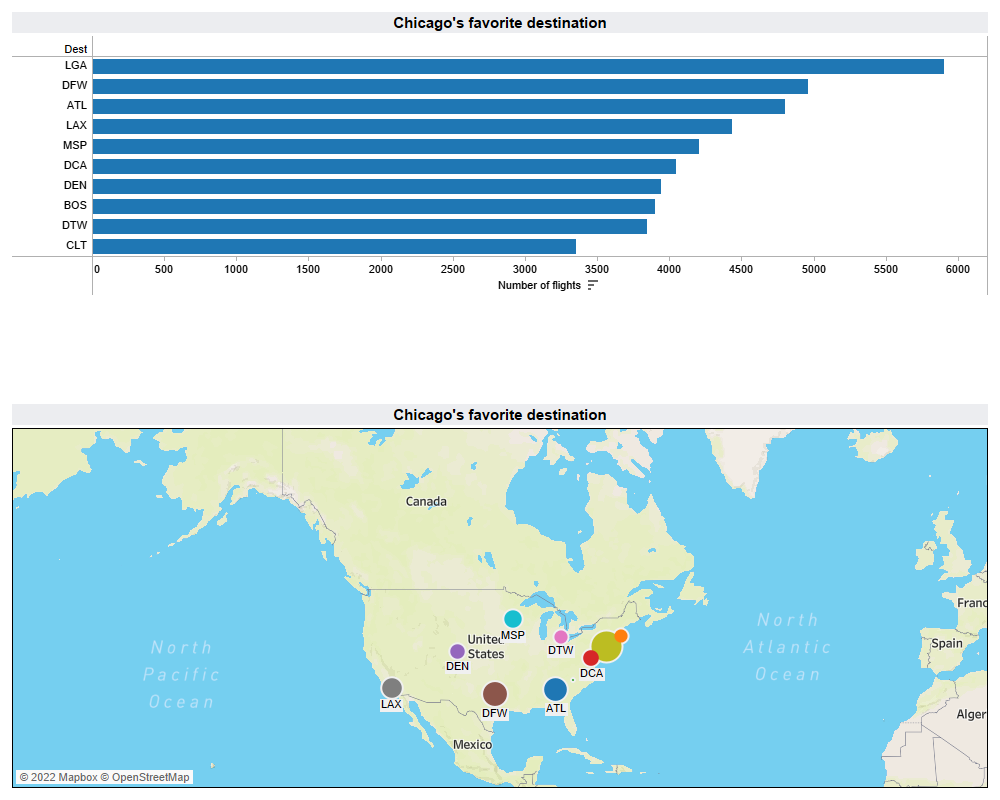 Chicago's favorite destination
Dest
LGA
DFW
ATL
LAX
MSP
DCA
DEN
BOS
DTW
CLT
0 500 1000 1500 2000 2500 3000 3500 4000 4500 5000 5500 6000
Number of flights
Chicago's favorite destination
Canada
North
Pacific
Ocean
North
Atlantic
Ocean
United
States
Mexico
Franc
Spain
Alger
MSP
DTW
DEN
DCA
LAX
DFW
ATL
© 2022 Mapbox © OpenStreetMap